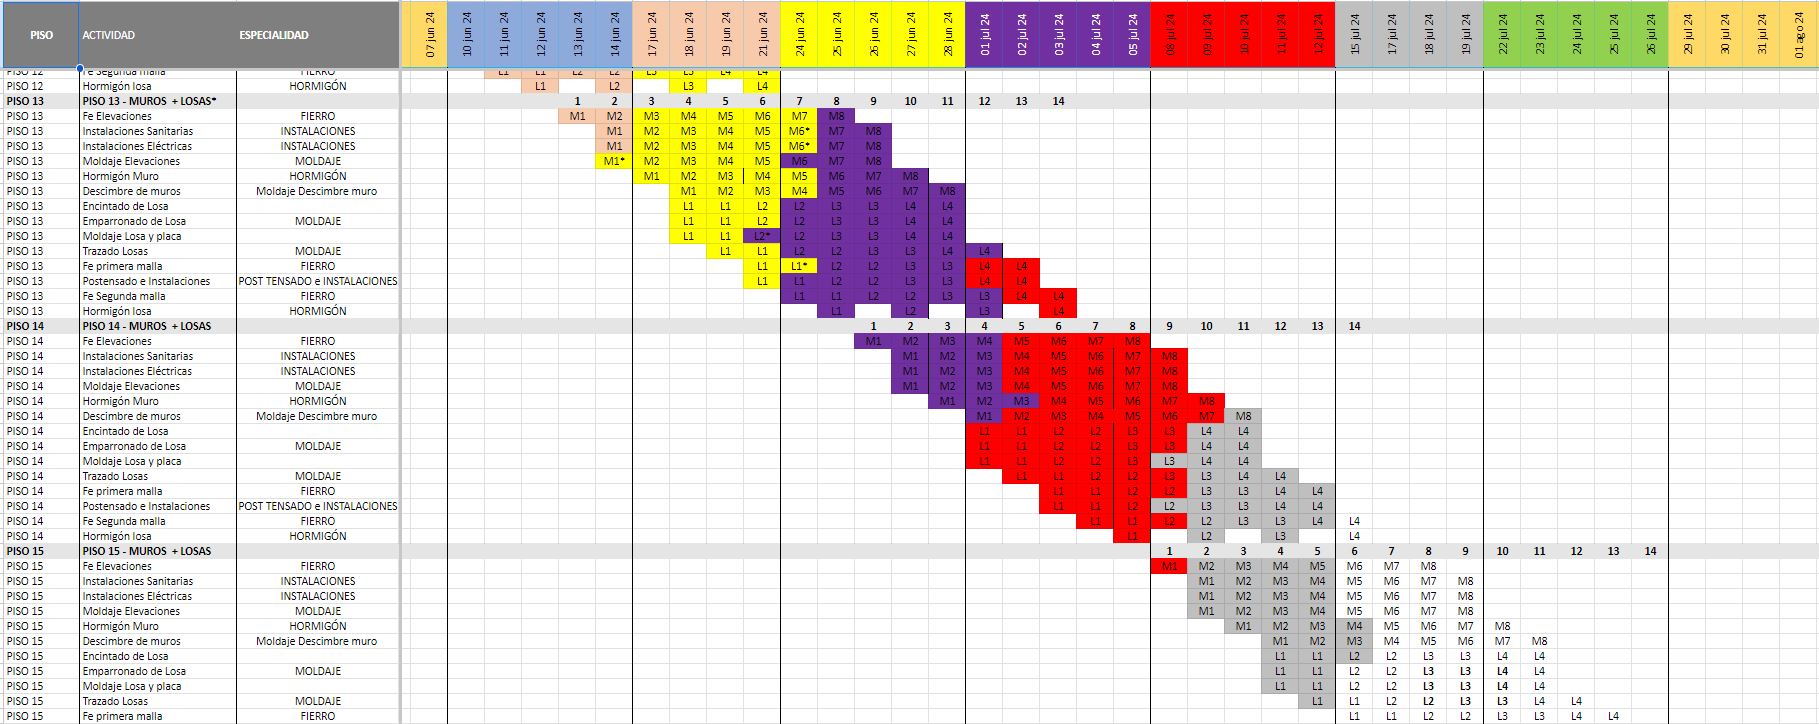 PISO ACTIVIDAD ESPECIALIDAD 07 jun 24 10 jun 24 11 jun 24 12 jun 24 13 jun 24 14 jun 24 17 jun 24 18 jun 24 19 jun 24 21 jun 24 24 jun 24 25 jun 24 26 jun 24 27 jun 24 28 jun 24 01 jul 24 02 jul 24 03 jul 24 04 jul 24 05 jul 24 08 jul 24 09 jul 24 10 jul 24 11 jul 24 12 jul 24 15 jul 24 17 jul 24 18 jul 24 19 jul 24 22 jul 24 23 jul 24 24 jul 24 25 jul 24 26 jul 24 29 jul 24 30 jul 24 31 jul 24 01 ago 24
PISO 12 Fe Segunda malla FIERRO L1 L1 L2 L2 L3 L3 L4 L4
PISO 12 Hormigón losa HORMIGÓN L1 L2 L3 L4
PISO 13 PISO 13 - MUROS + LOSAS* 1 2 3 4 5 6 7 8 9 10 11 12 13 14
PISO 13 Fe Elevaciones FIERRO M1 M2 M3 M4 M5 M6 M7 M8
PISO 13 Instalaciones Sanitarias INSTALACIONES M1 M2 M3 M4 M5 M6* M7 M8
PISO 13 Instalaciones Eléctricas INSTALACIONES M1 M2 M3 M4 M5 M6* M7 M8
PISO 13 Moldaje Elevaciones MOLDAJE M1* M2 M3 M4 M5 M6 M7 M8
PISO 13 Hormigón Muro HORMIGÓN M1 M2 M3 M4 M5 M6 M7 M8
PISO 13 Descimbre de muros Moldaje Descimbre muro M1 M2 M3 M4 M5 M6 M7 M8
PISO 13 Encintado de Losa L1 L1 L2 L2 L3 L3 L4 L4
PISO 13 Emparronado de Losa MOLDAJE L1 L1 L2 L2 L3 L3 L4 L4
PISO 13 Moldaje Losa y placa L1 L1 L2* L2 L3 L3 L4 L4
PISO 13 Trazado Losas MOLDAJE L1 L1 L2 L2 L3 L3 L4 L4
PISO 13 Fe primera malla FIERRO L1 L1* L2 L2 L3 L3 L4 L4
PISO 13 Postensado e Instalaciones POST TENSADO e INSTALACIONES L1 L1 L2 L2 L3 L3 L4 L4
PISO 13 Fe Segunda malla FIERRO L1 L1 L2 L2 L3 L3 L4 L4
PISO 13 Hormigón losa HORMIGÓN L1 L2 L3 L4
PISO 14 PISO 14 - MUROS + LOSAS 1 2 3 4 5 6 7 8 9 10 11 12 13 14
PISO 14 Fe Elevaciones FIERRO M1 M2 M3 M4 M5 M6 M7 M8
PISO 14 Instalaciones Sanitarias INSTALACIONES M1 M2 M3 M4 M5 M6 M7 M8
PISO 14 Instalaciones Eléctricas INSTALACIONES M1 M2 M3 M4 M5 M6 M7 M8
PISO 14 Moldaje Elevaciones MOLDAJE M1 M2 M3 M4 M5 M6 M7 M8
PISO 14 Hormigón Muro HORMIGÓN M1 M2 M3 M4 M5 M6 M7 M8
PISO 14 Descimbre de muros Moldaje Descimbre muro M1 M2 M3 M4 M5 M6 M7 M8
PISO 14 Encintado de Losa L1 L1 L2 L2 L3 L3 L4 L4
PISO 14 Emparronado de Losa MOLDAJE L1 L1 L2 L2 L3 L3 L4 L4
PISO 14 Moldaje Losa y placa L1 L1 L2 L2 L3 L3 L4 L4
PISO 14 Trazado Losas MOLDAJE L1 L1 L2 L2 L3 L3 L4 L4
PISO 14 Fe primera malla FIERRO L1 L1 L2 L2 L3 L3 L4 L4
PISO 14 Postensado e Instalaciones POST TENSADO e INSTALACIONES L1 L1 L2 L2 L3 L3 L4 L4
PISO 14 Fe Segunda malla FIERRO L1 L1 L2 L2 L3 L3 L4 L4
PISO 14 Hormigón losa HORMIGÓN L1 L2 L3 L4
PISO 15 PISO 15 - MUROS + LOSAS 1 2 3 4 5 6 7 8 9 10 11 12 13 14
PISO 15 Fe Elevaciones FIERRO M1 M2 M3 M4 M5 M6 M7 M8
PISO 15 Instalaciones Sanitarias INSTALACIONES M1 M2 M3 M4 M5 M6 M7 M8
PISO 15 Instalaciones Eléctricas INSTALACIONES M1 M2 M3 M4 M5 M6 M7 M8
PISO 15 Moldaje Elevaciones MOLDAJE M1 M2 M3 M4 M5 M6 M7 M8
PISO 15 Hormigón Muro HORMIGÓN M1 M2 M3 M4 M5 M6 M7 M8
PISO 15 Descimbre de muros Moldaje Descimbre muro M1 M2 M3 M4 M5 M6 M7 M8
PISO 15 Encintado de Losa L1 L1 L2 L2 L3 L3 L4 L4
PISO 15 Emparronado de Losa MOLDAJE L1 L1 L2 L2 L3 L3 L4 L4
PISO 15 Moldaje Losa y placa L1 L1 L2 L2 L3 L3 L4 L4
PISO 15 Trazado Losas MOLDAJE L1 L1 L2 L2 L3 L3 L4 L4
PISO 15 Fe primera malla FIERRO L1 L1 L2 L2 L3 L3 L4 L4